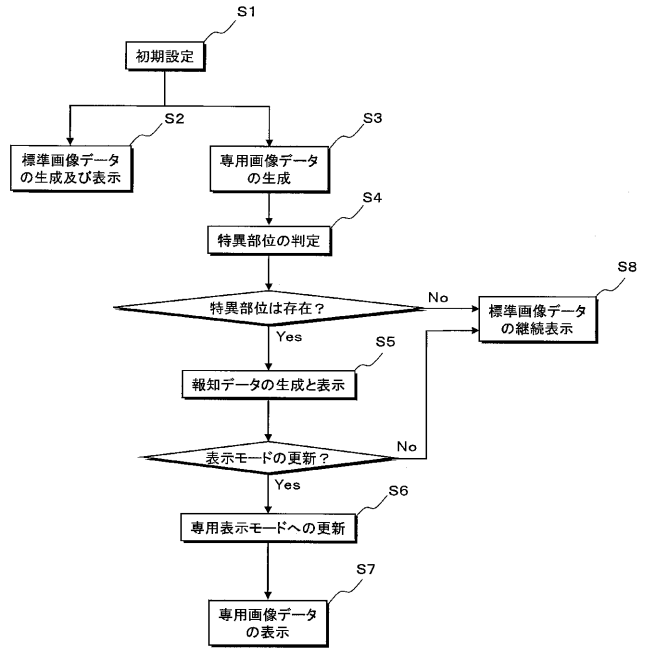 S1
初期設定
S2
標準画像データ
の生成及び表示
S3
専用画像データ
の生成
S4
特異部位の判定
特異部位は存在?
No
Yes
S8
標準画像データ
の継続表示
S5
報知データの生成と表示
表示モードの更新?
No
Yes
S6
専用表示モードへの更新
S7
専用画像データ
の表示